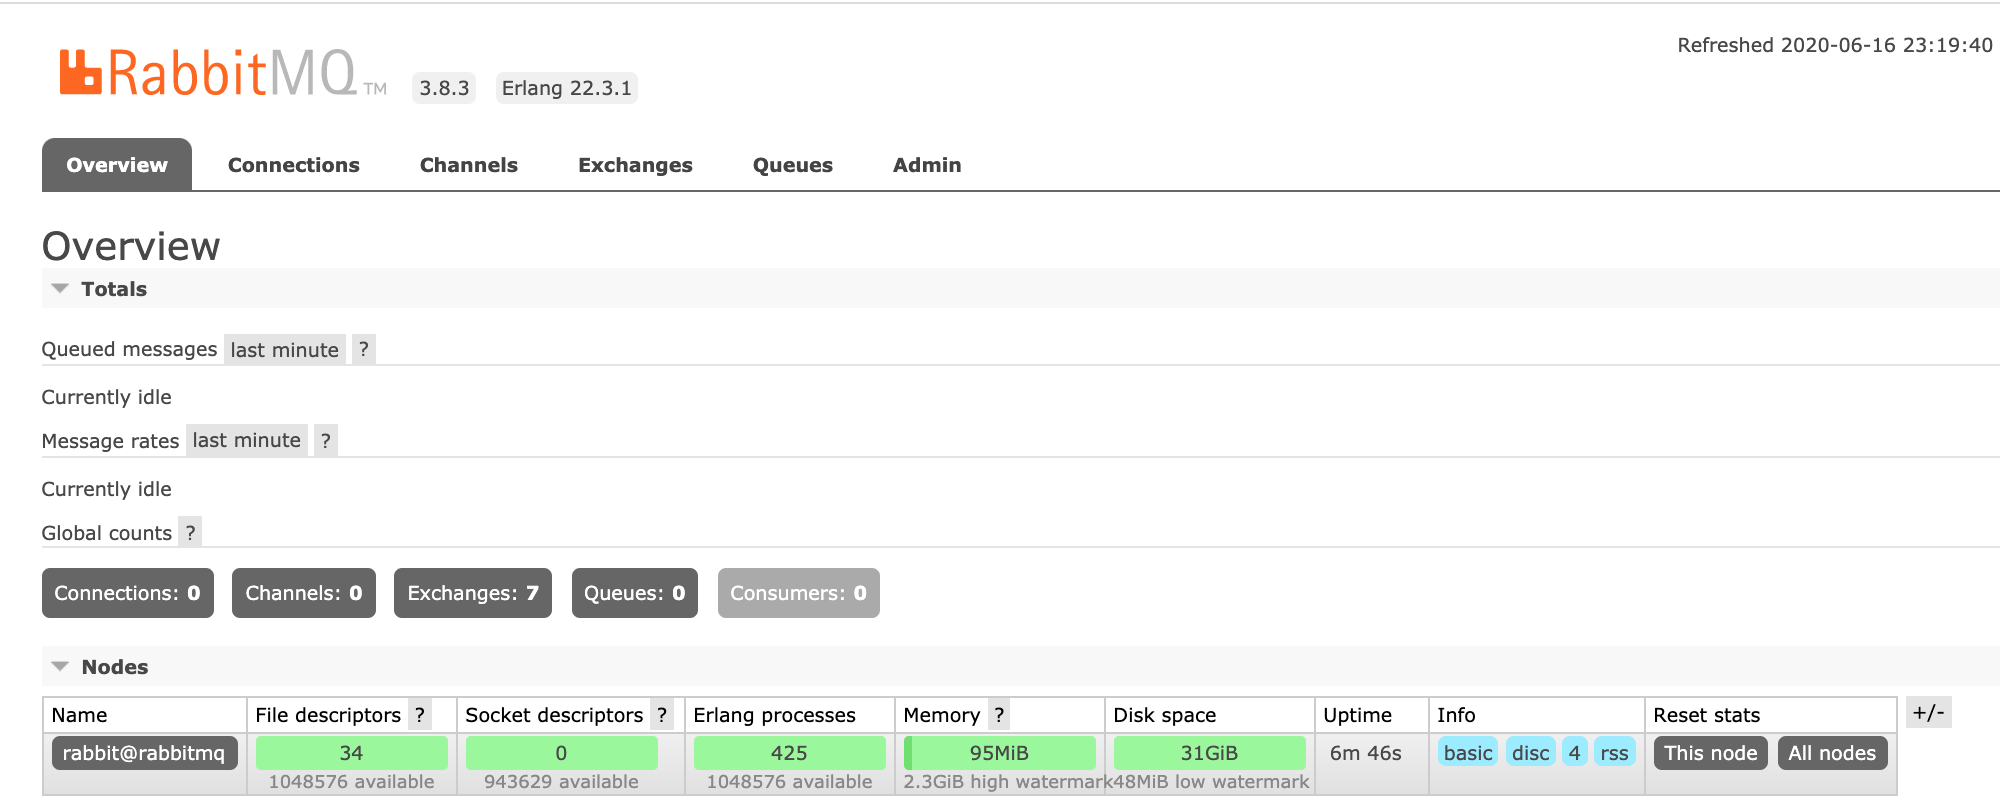 Refreshed 2020-06-16 23:19:40
RabbitMQ TM 3.8.3 Erlang 22.3.1
Overview Connections Channels Exchanges Queues Admin
Overview
Totals
Queued messages last minute ?
Currently idle
Message rates last minute ?
Currently idle
Global counts ?
Connections: 0 Channels: 0 Exchanges: 7 Queues: 0 Consumers: 0
Nodes
Name File descriptors ? Socket descriptors ? Erlang processes Memory ? Disk space Uptime Info Reset stats +/-
rabbit@rabbitmq 34 0 425 95MiB 31GiB 6m 46s basic disc 4 rss This node All nodes
1048576 available 943629 available 1048576 available 2.3GiB high watermark 48MiB low watermark